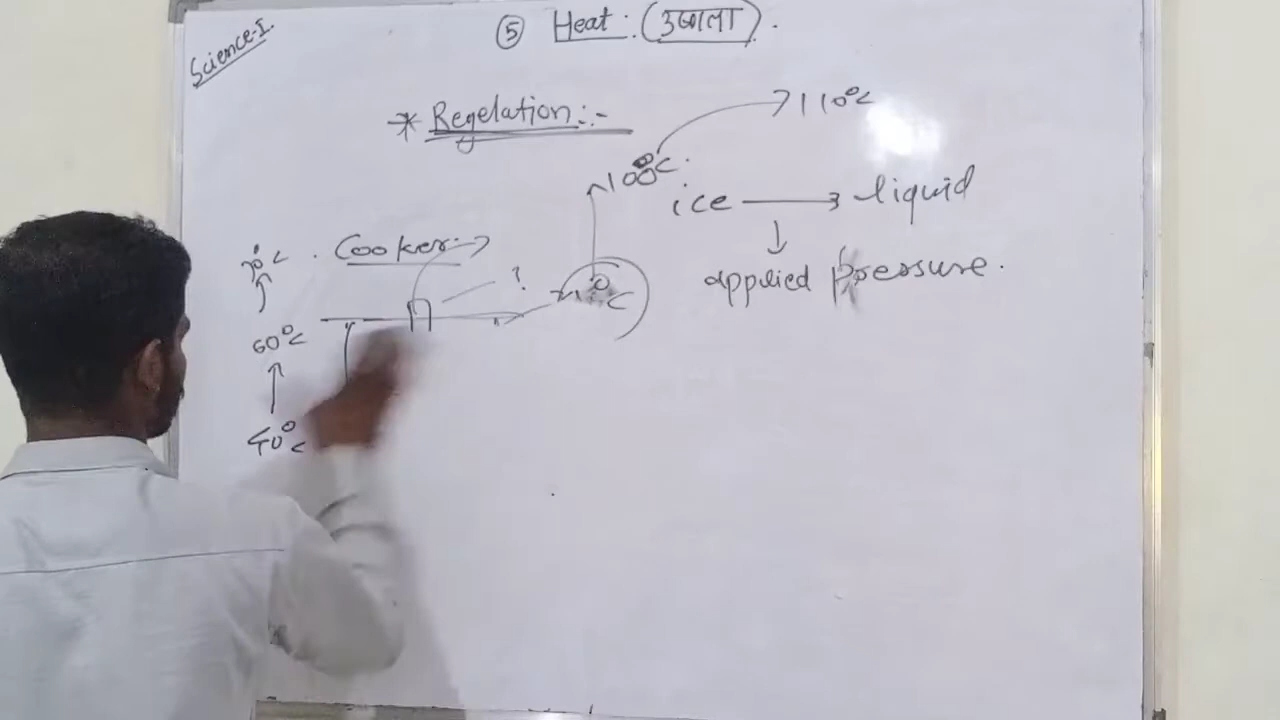 Science-I.
⑤ Heat : (उष्णता).
* Regelation :-
110°C
100°C.
ice → liquid
applied pressure.
Cooker
?
°C
60°C
40°C